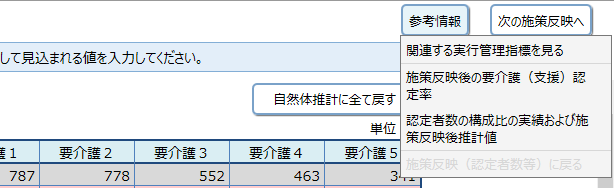 参考情報
次の施策反映へ
関連する実行管理指標を見る
して見込まれる値を入力してください。
施策反映後の要介護（支援）認
定率
自然体推計に全て戻す
認定者数の構成比の実績および施
策反映後推計値
単位
施策反映（認定者数等）に戻る
護１ 要介護２ 要介護３ 要介護４ 要介護５
787 778 552 463 341